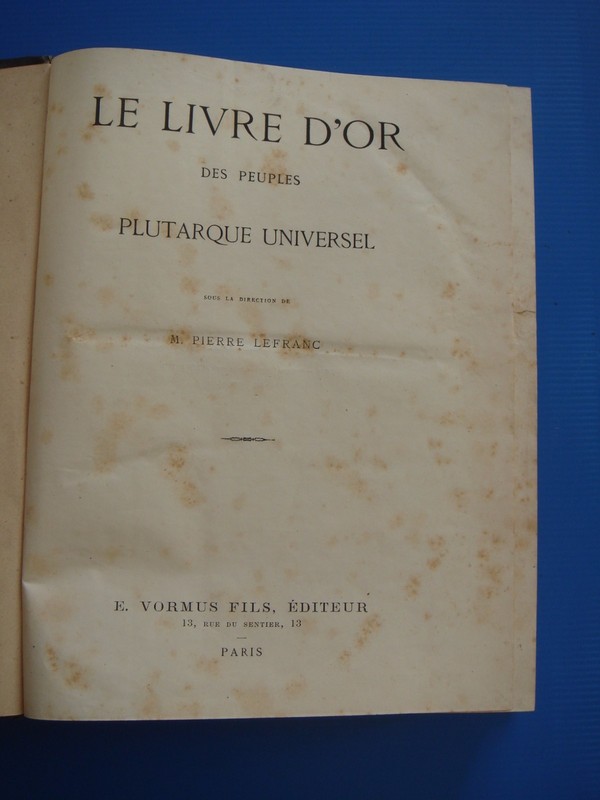 LE LIVRE D'OR
DES PEUPLES
PLUTARQUE UNIVERSEL
SOUS LA DIRECTION DE
M. PIERRE LEFRANC
E. VORMUS FILS, ÉDITEUR
13, RUE DU SENTIER, 13
PARIS